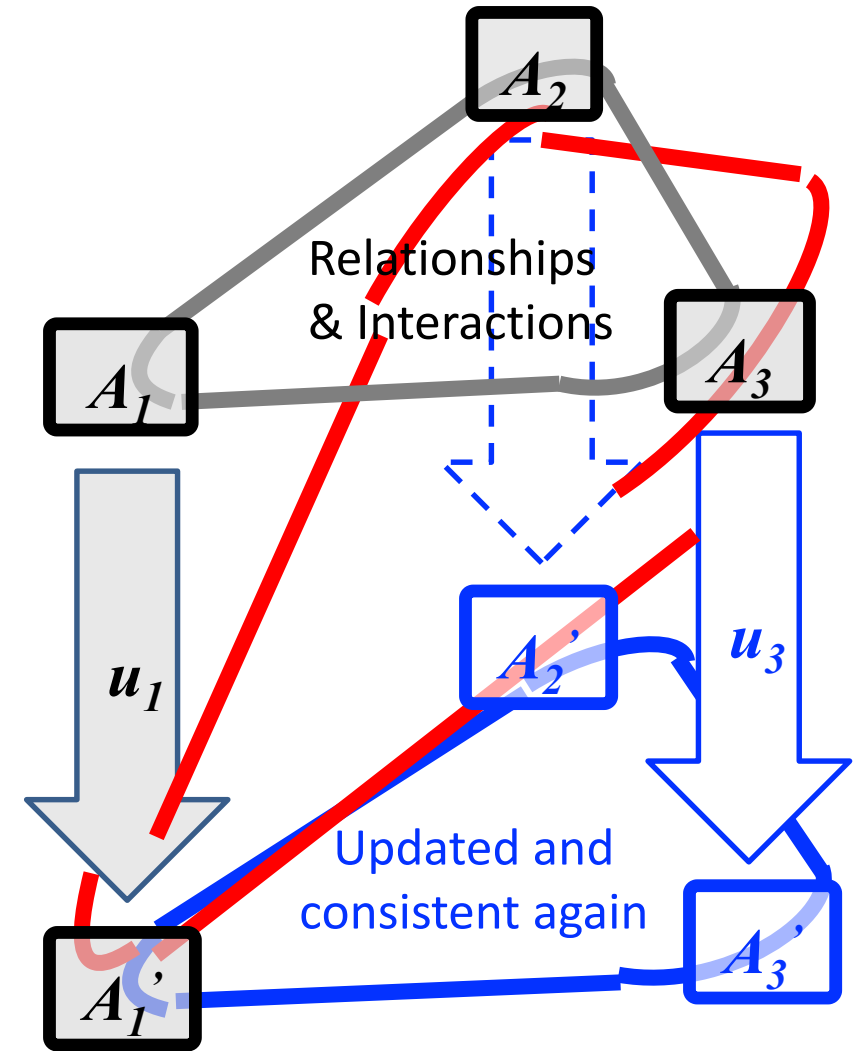 A2
Relationships
& Interactions
A1
A3
u1
A2’
u3
Updated and
consistent again
A1’
A3’